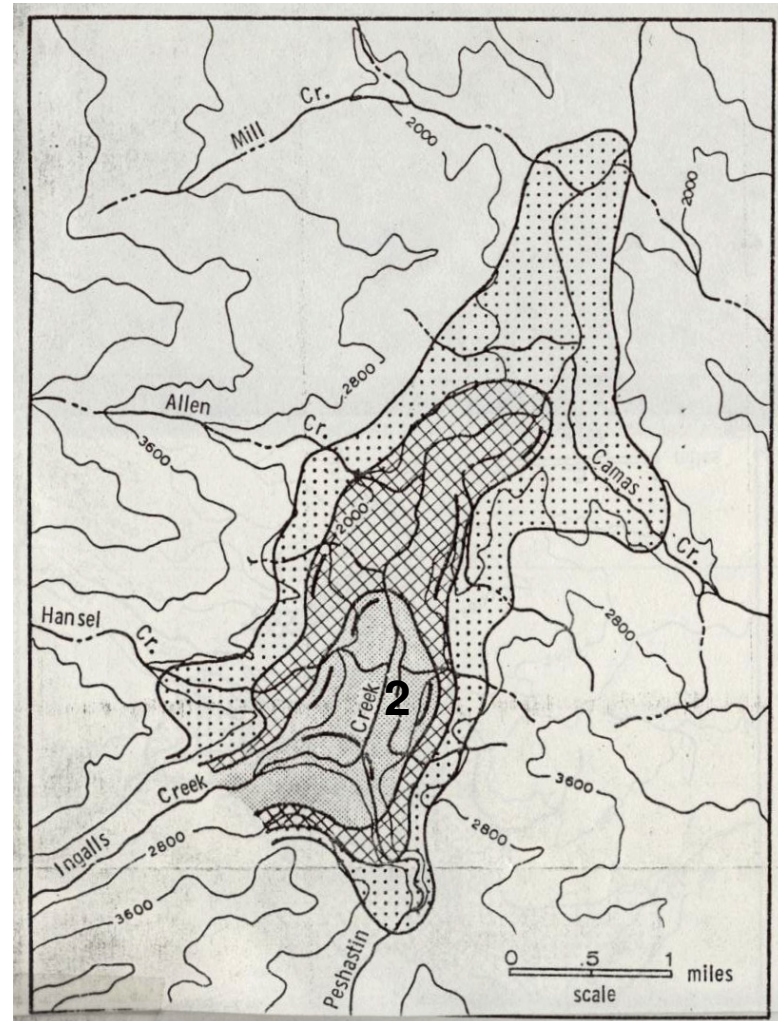 Mill Cr.
2000
2000
2800
Allen Cr.
3600
2000
Camas Cr.
Hansel Cr.
2800
2
Creek
Ingalls Creek
3600
2800
2800
3600
Peshastin
0 .5 1 miles
scale